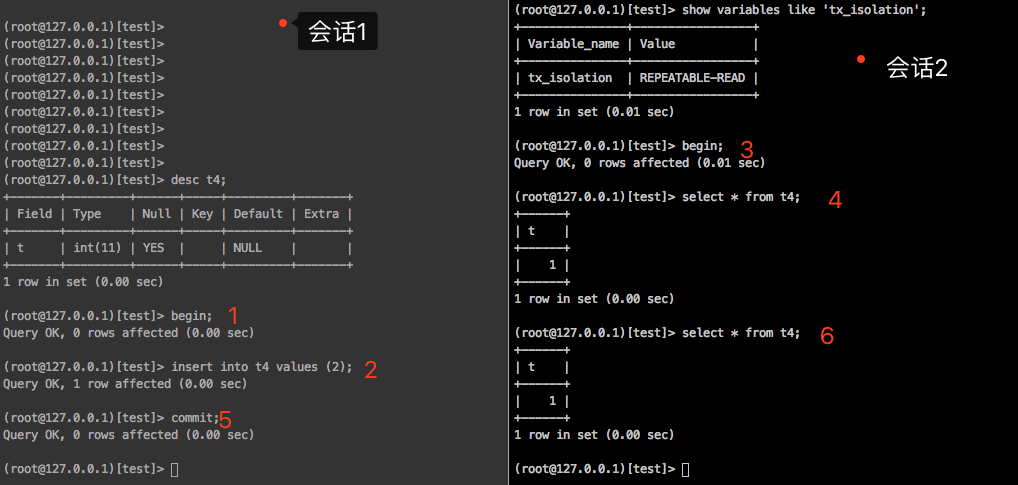 (root@127.0.0.1)[test]>
会话1
(root@127.0.0.1)[test]>
(root@127.0.0.1)[test]>
(root@127.0.0.1)[test]>
(root@127.0.0.1)[test]>
(root@127.0.0.1)[test]>
(root@127.0.0.1)[test]>
(root@127.0.0.1)[test]>
(root@127.0.0.1)[test]>
(root@127.0.0.1)[test]> desc t4;
+-------+---------+------+-----+---------+-------+
| Field | Type    | Null | Key | Default | Extra |
+-------+---------+------+-----+---------+-------+
| t     | int(11) | YES  |     | NULL    |       |
+-------+---------+------+-----+---------+-------+
1 row in set (0.00 sec)
(root@127.0.0.1)[test]> begin; 1
Query OK, 0 rows affected (0.00 sec)
(root@127.0.0.1)[test]> insert into t4 values (2); 2
Query OK, 1 row affected (0.00 sec)
(root@127.0.0.1)[test]> commit; 5
Query OK, 0 rows affected (0.00 sec)
(root@127.0.0.1)[test]>
(root@127.0.0.1)[test]> show variables like 'tx_isolation';
+---------------+-----------------+
| Variable_name | Value           |
+---------------+-----------------+
| tx_isolation  | REPEATABLE-READ |
+---------------+-----------------+
会话2
1 row in set (0.01 sec)
(root@127.0.0.1)[test]> begin; 3
Query OK, 0 rows affected (0.01 sec)
(root@127.0.0.1)[test]> select * from t4; 4
+------+
| t    |
+------+
|    1 |
+------+
1 row in set (0.00 sec)
(root@127.0.0.1)[test]> select * from t4; 6
+------+
| t    |
+------+
|    1 |
+------+
1 row in set (0.00 sec)
(root@127.0.0.1)[test]>